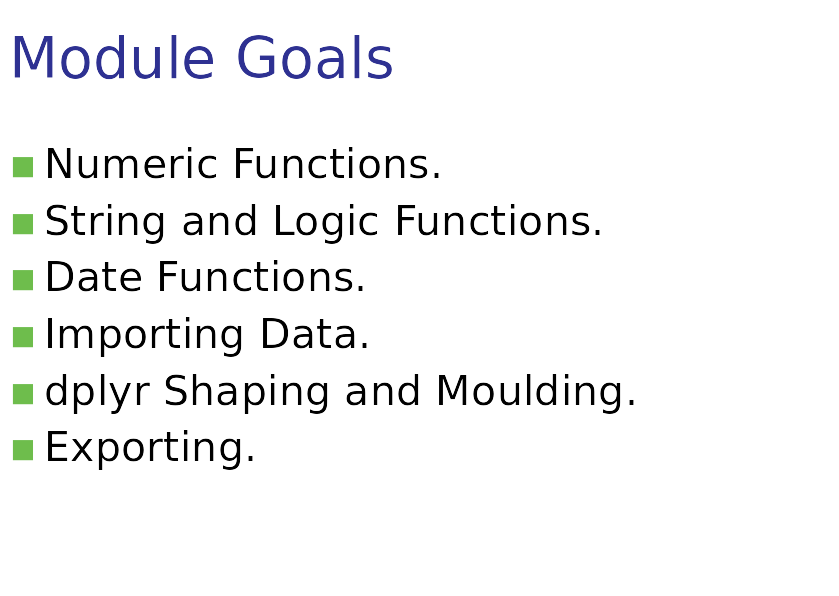 Module Goals
Numeric Functions.
String and Logic Functions.
Date Functions.
Importing Data.
dplyr Shaping and Moulding.
Exporting.